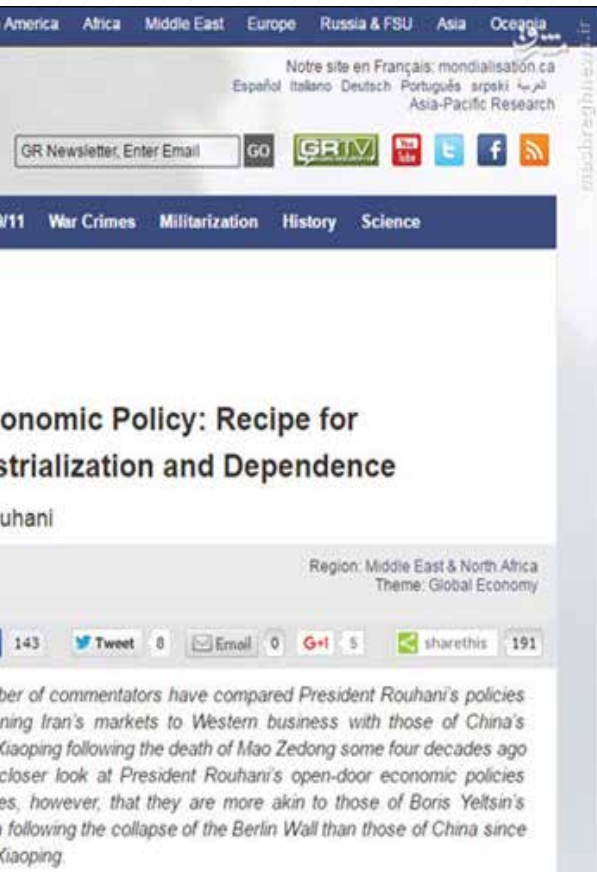 America Africa Middle East Europe Russia & FSU Asia Oceania
مشرق
mashreghnews.ir
Notre site en Français: mondialisation.ca
Español Italiano Deutsch Português srpski العربية
Asia-Pacific Research
GR Newsletter, Enter Email GO GRTV You Tube
9/11 War Crimes Militarization History Science
onomic Policy: Recipe for
strialization and Dependence
uhani
Region: Middle East & North Africa
Theme: Global Economy
143 Tweet 8 Email 0 G+1 5 sharethis 191
ber of commentators have compared President Rouhani's policies
ning Iran's markets to Western business with those of China's
Xiaoping following the death of Mao Zedong some four decades ago
closer look at President Rouhani's open-door economic policies
es, however, that they are more akin to those of Boris Yeltsin's
following the collapse of the Berlin Wall than those of China since
Xiaoping.